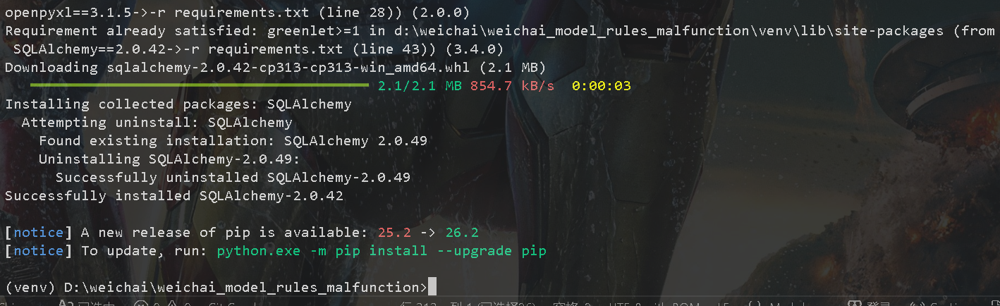 openpyxl==3.1.5->-r requirements.txt (line 28)) (2.0.0)
Requirement already satisfied: greenlet>=1 in d:\weichai\weichai_model_rules_malfunction\venv\lib\site-packages (from
SQLAlchemy==2.0.42->-r requirements.txt (line 43)) (3.4.0)
Downloading sqlalchemy-2.0.42-cp313-cp313-win_amd64.whl (2.1 MB)
2.1/2.1 MB 854.7 kB/s 0:00:03
Installing collected packages: SQLAlchemy
Attempting uninstall: SQLAlchemy
Found existing installation: SQLAlchemy 2.0.49
Uninstalling SQLAlchemy-2.0.49:
Successfully uninstalled SQLAlchemy-2.0.49
Successfully installed SQLAlchemy-2.0.42
[notice] A new release of pip is available: 25.2 -> 26.2
[notice] To update, run: python.exe -m pip install --upgrade pip
(venv) D:\weichai\weichai_model_rules_malfunction>